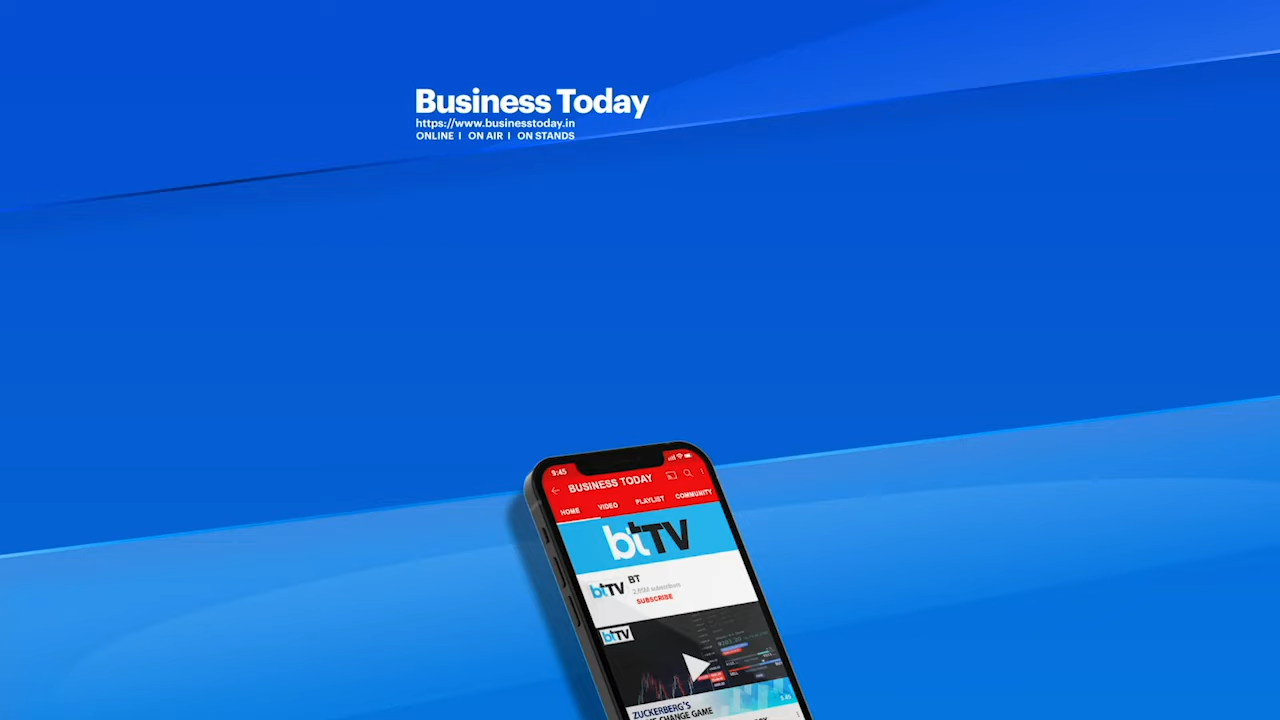 Business Today
https://www.businesstoday.in
ONLINE I ON AIR I ON STANDS
9:45
BUSINESS TODAY
HOME VIDEO PLAYLIST COMMUNITY
btTV
btTV BT
subscribers
SUBSCRIBE
btTV
ZUCKERBERG'S
CHANGE GAME